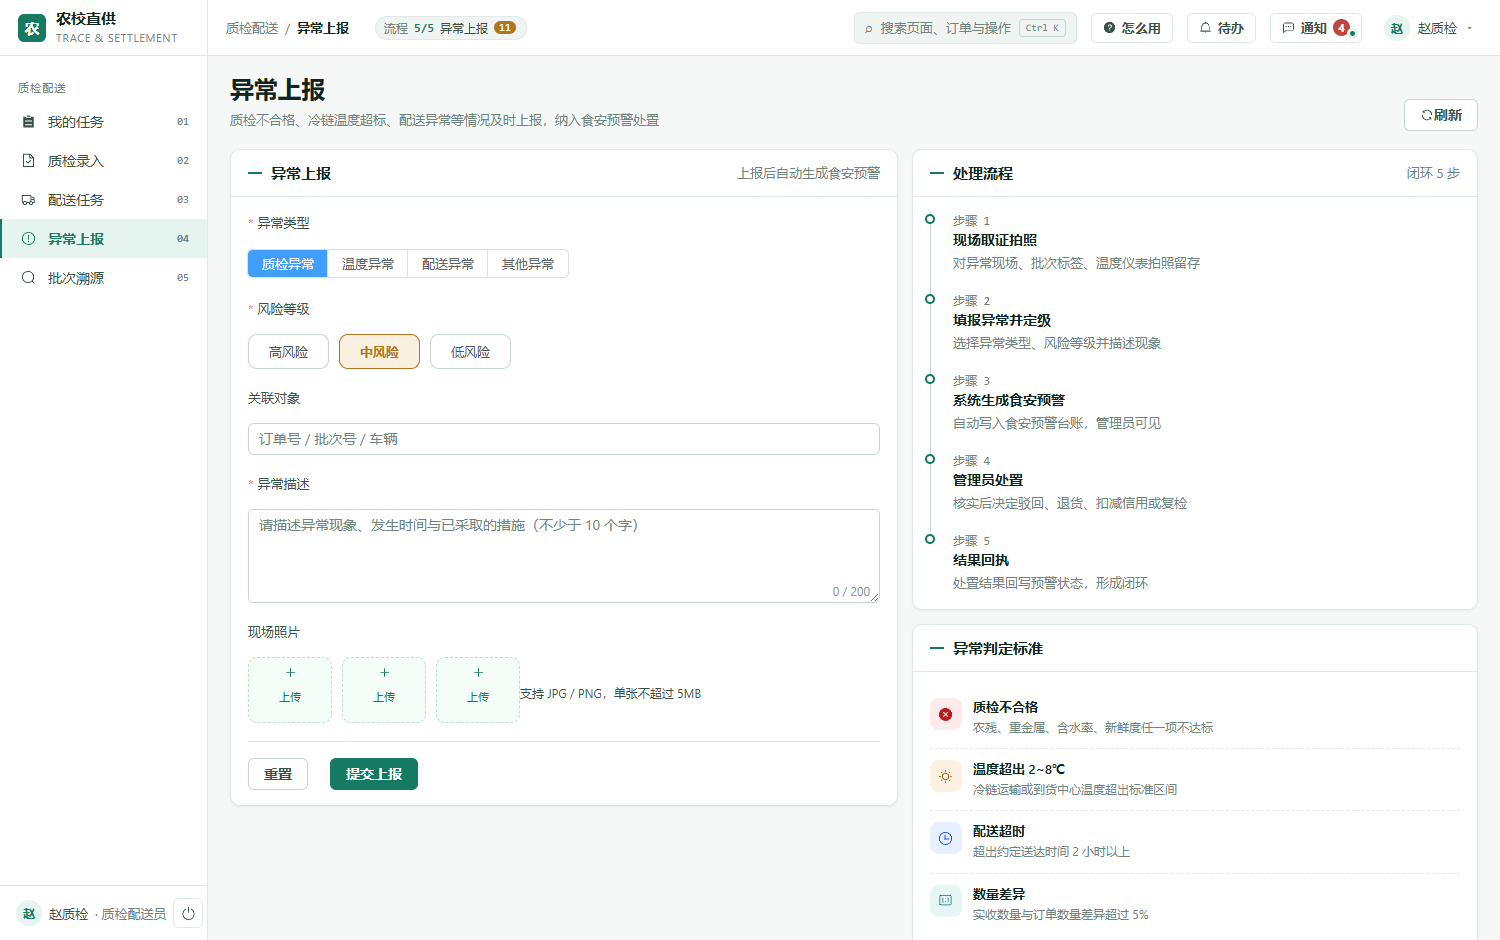 农
农校直供
TRACE & SETTLEMENT
质检配送 / 异常上报
流程 5/5 异常上报 11
搜索页面、订单与操作 Ctrl K
怎么用
待办
通知 4
赵 赵质检
质检配送
我的任务 01
质检录入 02
配送任务 03
异常上报 04
批次溯源 05
赵 赵质检 · 质检配送员
异常上报
质检不合格、冷链温度超标、配送异常等情况及时上报，纳入食安预警处置
刷新
异常上报 上报后自动生成食安预警
* 异常类型
质检异常 温度异常 配送异常 其他异常
* 风险等级
高风险 中风险 低风险
关联对象
订单号 / 批次号 / 车辆
* 异常描述
请描述异常现象、发生时间与已采取的措施（不少于 10 个字）
0 / 200
现场照片
+ + +
上传 上传 上传 支持 JPG / PNG，单张不超过 5MB
重置 提交上报
处理流程 闭环 5 步
步骤 1
现场取证拍照
对异常现场、批次标签、温度仪表拍照留存
步骤 2
填报异常并定级
选择异常类型、风险等级并描述现象
步骤 3
系统生成食安预警
自动写入食安预警台账，管理员可见
步骤 4
管理员处置
核实后决定驳回、退货、扣减信用或复检
步骤 5
结果回执
处置结果回写预警状态，形成闭环
异常判定标准
质检不合格
农残、重金属、含水率、新鲜度任一项不达标
温度超出 2~8℃
冷链运输或到货中心温度超出标准区间
配送超时
超出约定送达时间 2 小时以上
数量差异
实收数量与订单数量差异超过 5%